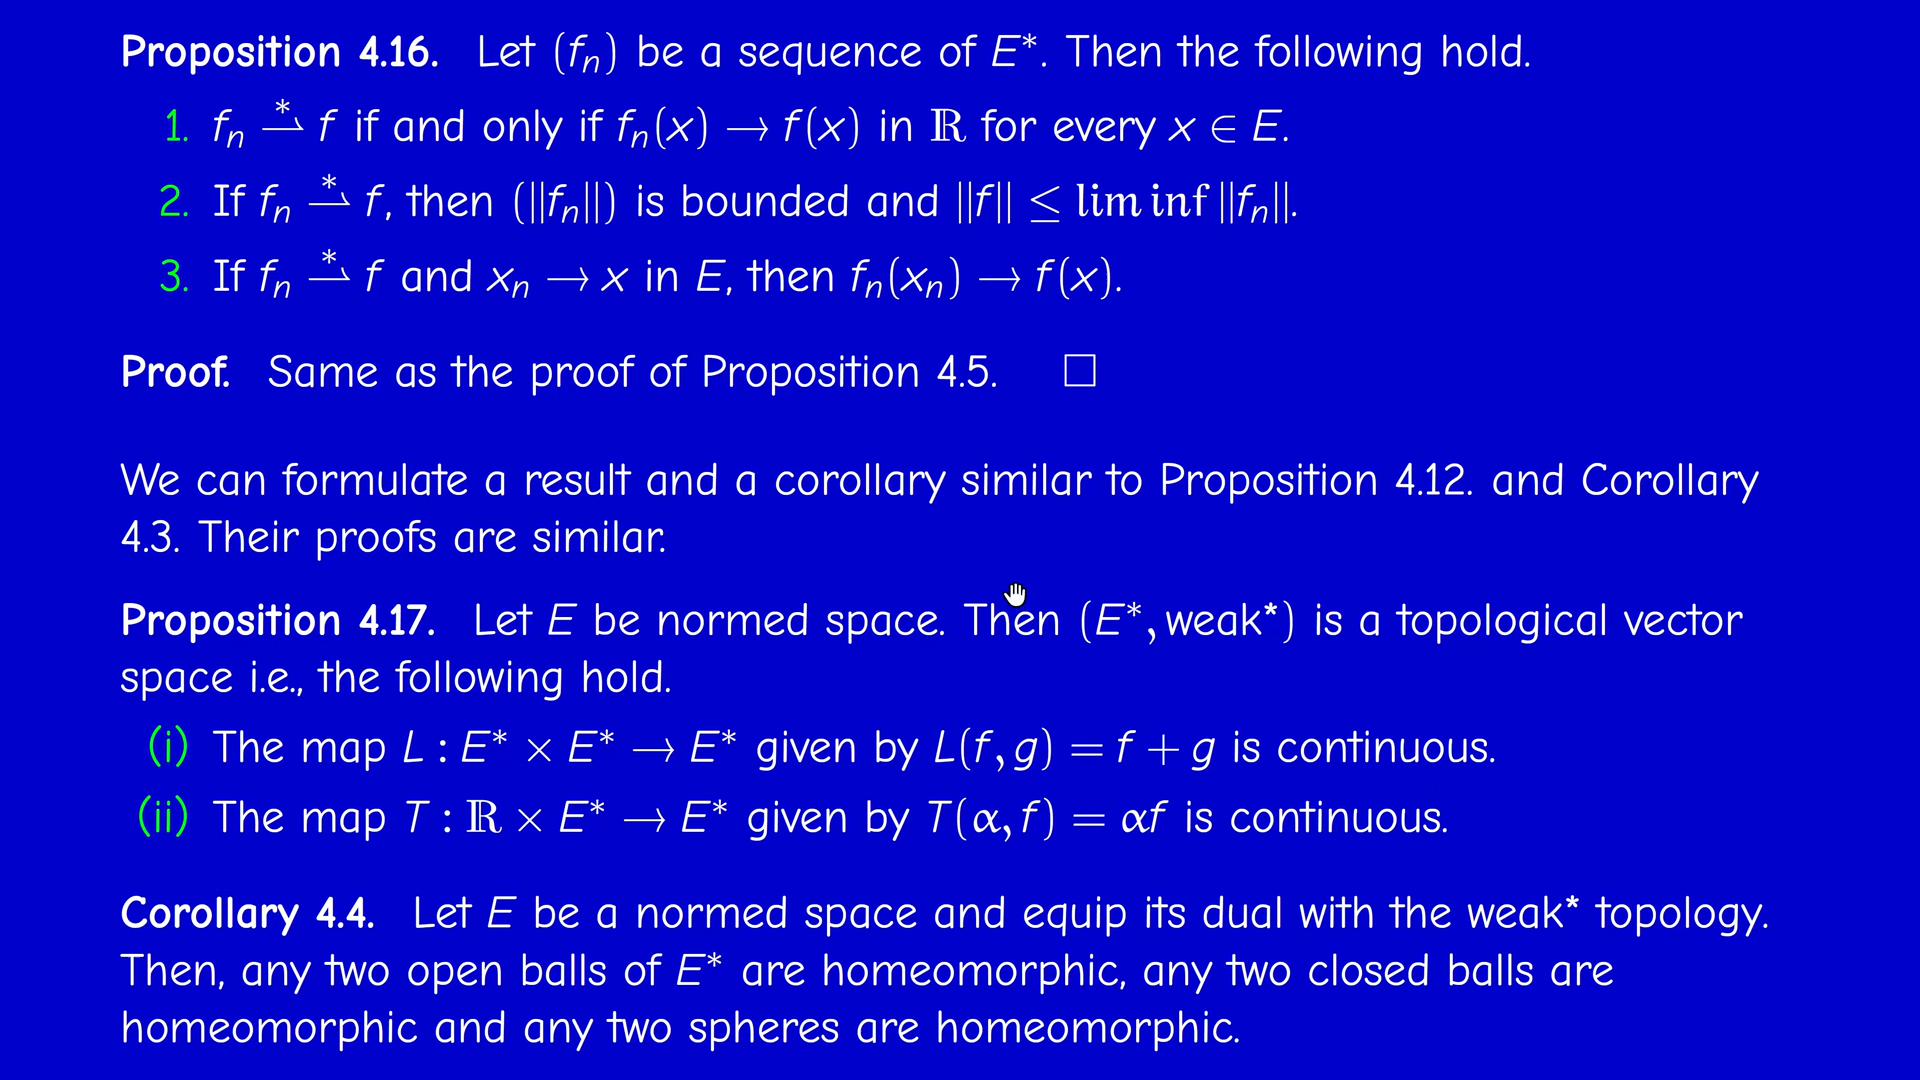 Proposition 4.16. Let (fₙ) be a sequence of E*. Then the following hold.
1. fₙ ⇀* f if and only if fₙ(x) → f(x) in ℝ for every x ∈ E.
2. If fₙ ⇀* f, then (||fₙ||) is bounded and ||f|| ≤ lim inf ||fₙ||.
3. If fₙ ⇀* f and xₙ → x in E, then fₙ(xₙ) → f(x).
Proof. Same as the proof of Proposition 4.5. □
We can formulate a result and a corollary similar to Proposition 4.12. and Corollary
4.3. Their proofs are similar.
Proposition 4.17. Let E be normed space. Then (E*, weak*) is a topological vector
space i.e., the following hold.
(i) The map L : E* × E* → E* given by L(f, g) = f + g is continuous.
(ii) The map T : ℝ × E* → E* given by T(α, f) = αf is continuous.
Corollary 4.4. Let E be a normed space and equip its dual with the weak* topology.
Then, any two open balls of E* are homeomorphic, any two closed balls are
homeomorphic and any two spheres are homeomorphic.